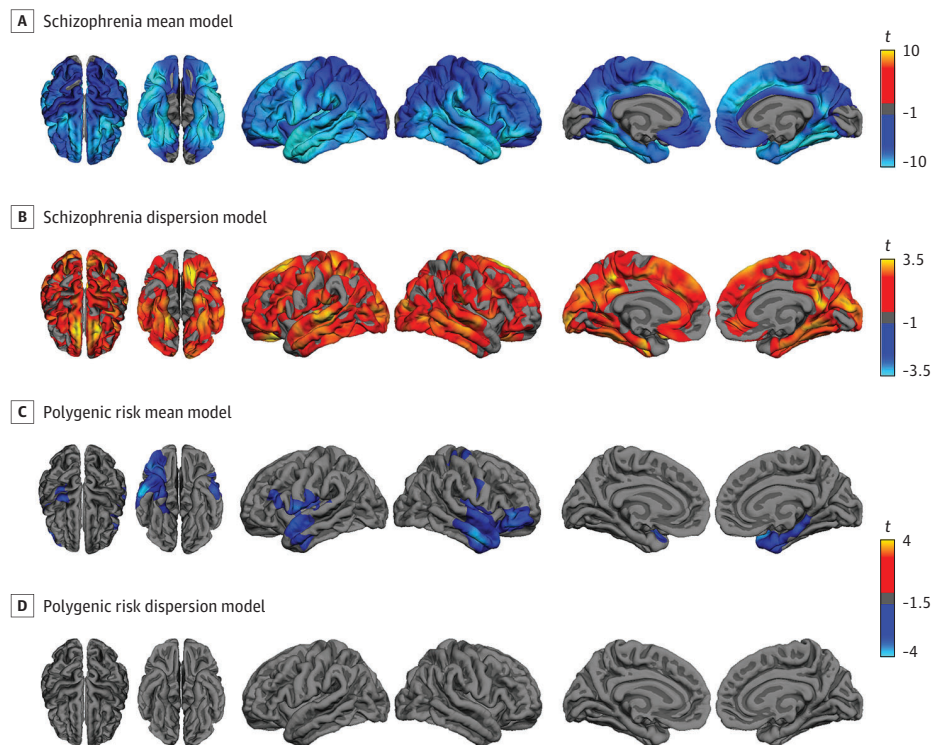 A Schizophrenia mean model
t
10
-1
-10
B Schizophrenia dispersion model
t
3.5
-1
-3.5
C Polygenic risk mean model
t
4
-1.5
-4
D Polygenic risk dispersion model